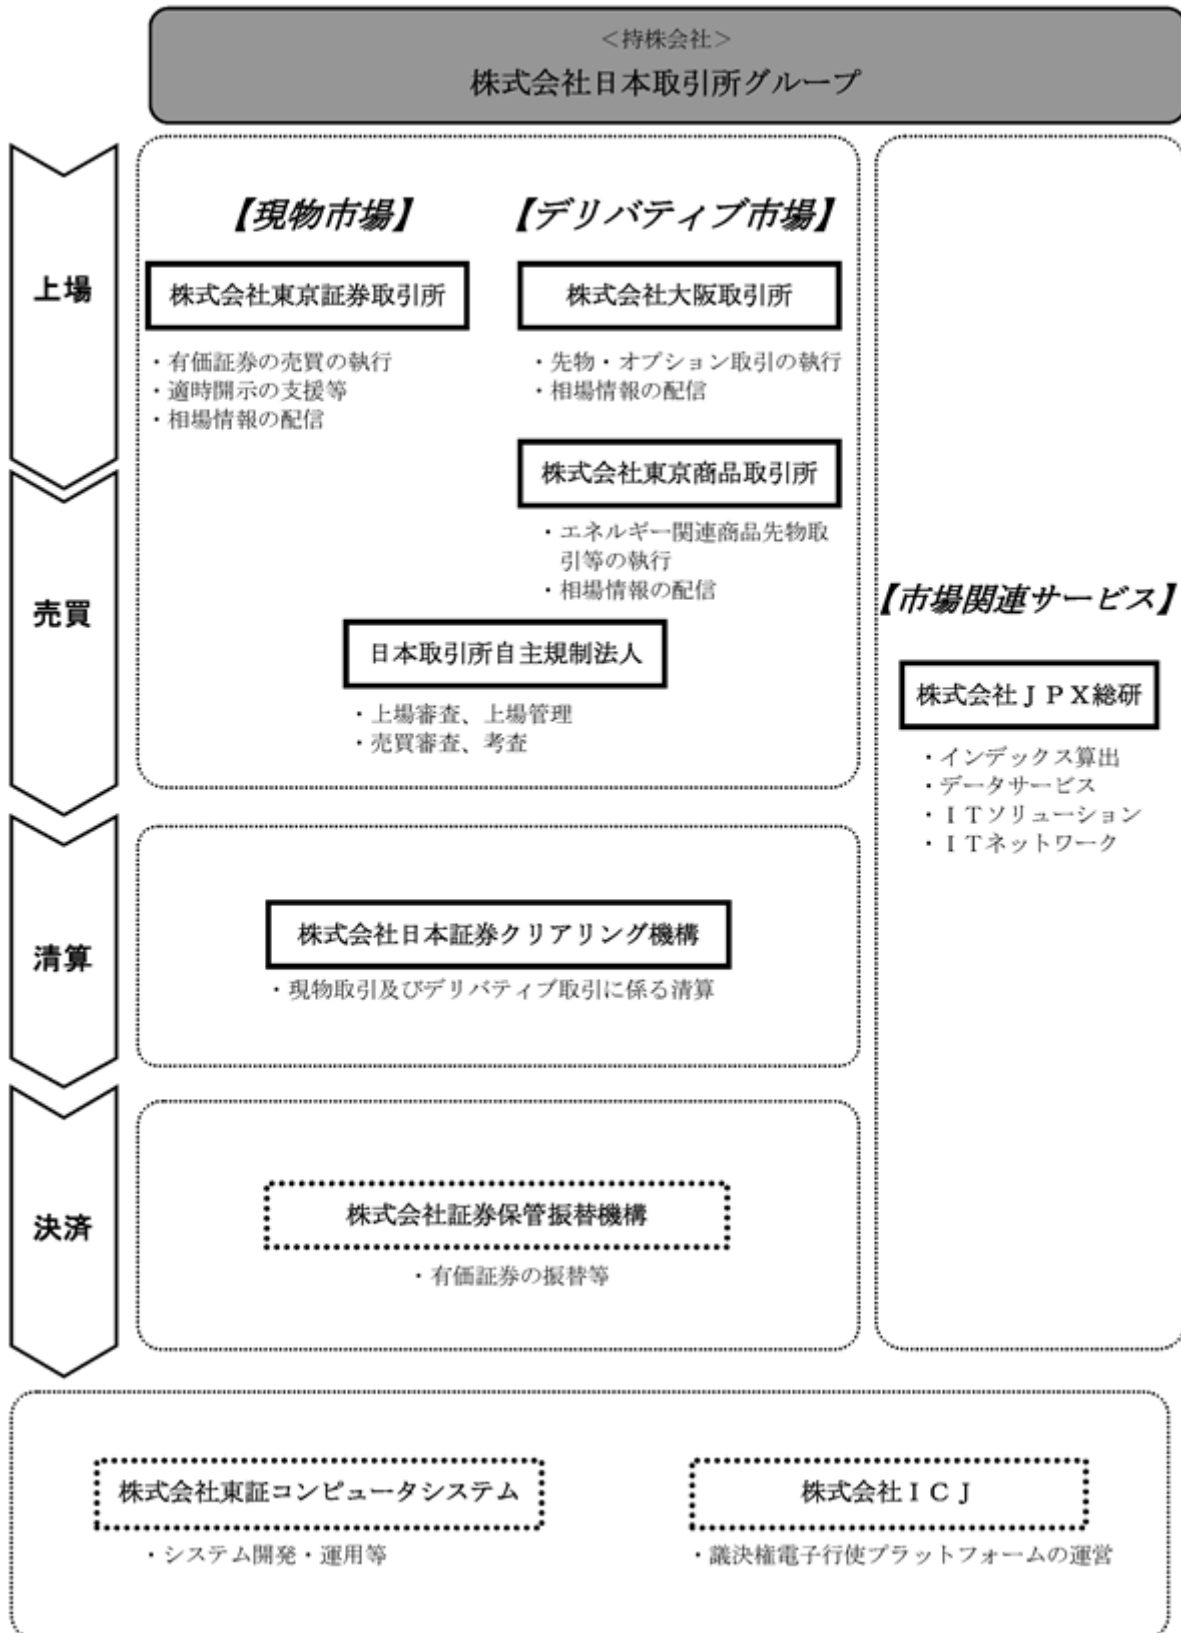 ＜持株会社＞
株式会社日本取引所グループ
上場
【現物市場】
株式会社東京証券取引所
・有価証券の売買の執行
・適時開示の支援等
・相場情報の配信
【デリバティブ市場】
株式会社大阪取引所
・先物・オプション取引の執行
・相場情報の配信
株式会社東京商品取引所
・エネルギー関連商品先物取
引等の執行
・相場情報の配信
売買
日本取引所自主規制法人
・上場審査、上場管理
・売買審査、考査
【市場関連サービス】
株式会社ＪＰＸ総研
・インデックス算出
・データサービス
・ＩＴソリューション
・ＩＴネットワーク
清算
株式会社日本証券クリアリング機構
・現物取引及びデリバティブ取引に係る清算
決済
株式会社証券保管振替機構
・有価証券の振替等
株式会社東証コンピュータシステム
・システム開発・運用等
株式会社ＩＣＪ
・議決権電子行使プラットフォームの運営